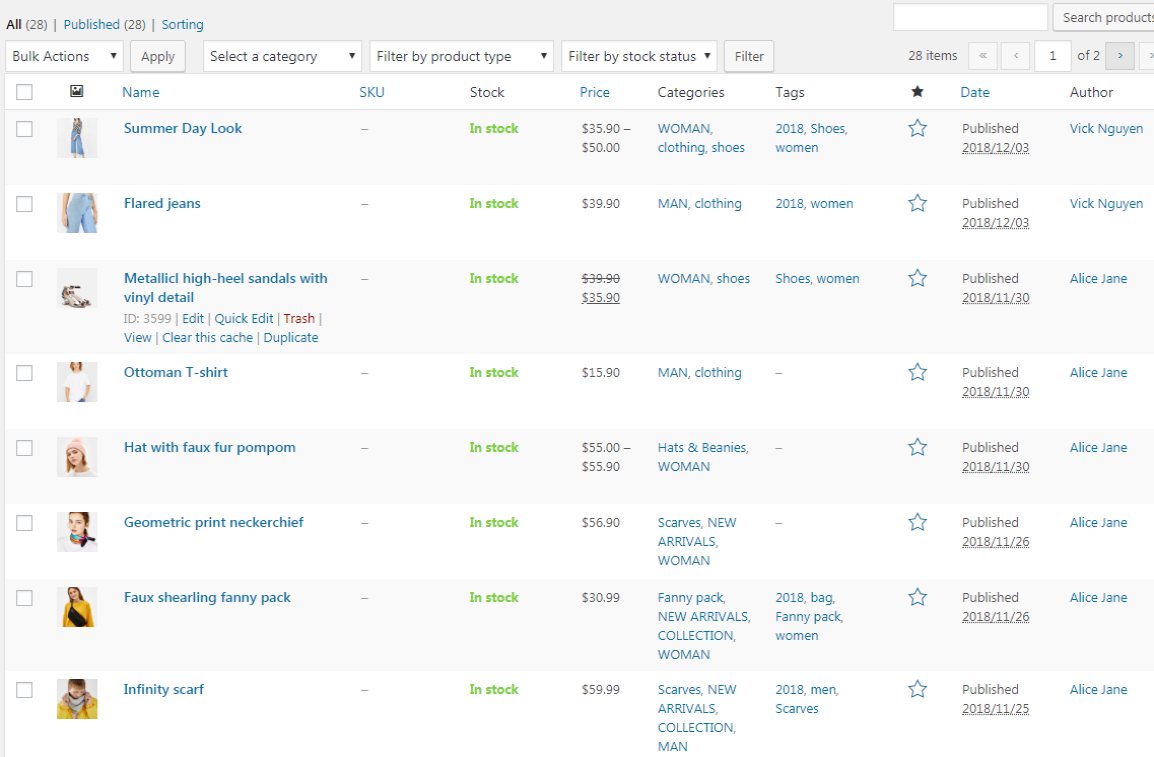 All (28) | Published (28) | Sorting
Search products
Bulk Actions Apply Select a category Filter by product type Filter by stock status Filter 28 items « ‹ 1 of 2 › »
Name SKU Stock Price Categories Tags Date Author
Summer Day Look – In stock $35.90 – WOMAN, 2018, Shoes, Published Vick Nguyen
$50.00 clothing, shoes women 2018/12/03
Flared jeans – In stock $39.90 MAN, clothing 2018, women Published Vick Nguyen
2018/12/03
Metallicl high-heel sandals with – In stock $39.90 WOMAN, shoes Shoes, women Published Alice Jane
vinyl detail $35.90 2018/11/30
ID: 3599 | Edit | Quick Edit | Trash |
View | Clear this cache | Duplicate
Ottoman T-shirt – In stock $15.90 MAN, clothing – Published Alice Jane
2018/11/30
Hat with faux fur pompom – In stock $55.00 – Hats & Beanies, – Published Alice Jane
$55.90 WOMAN 2018/11/30
Geometric print neckerchief – In stock $56.90 Scarves, NEW – Published Alice Jane
ARRIVALS, 2018/11/26
WOMAN
Faux shearling fanny pack – In stock $30.99 Fanny pack, 2018, bag, Published Alice Jane
NEW ARRIVALS, Fanny pack, 2018/11/26
COLLECTION, women
WOMAN
Infinity scarf – In stock $59.99 Scarves, NEW 2018, men, Published Alice Jane
ARRIVALS, Scarves 2018/11/25
COLLECTION,
MAN